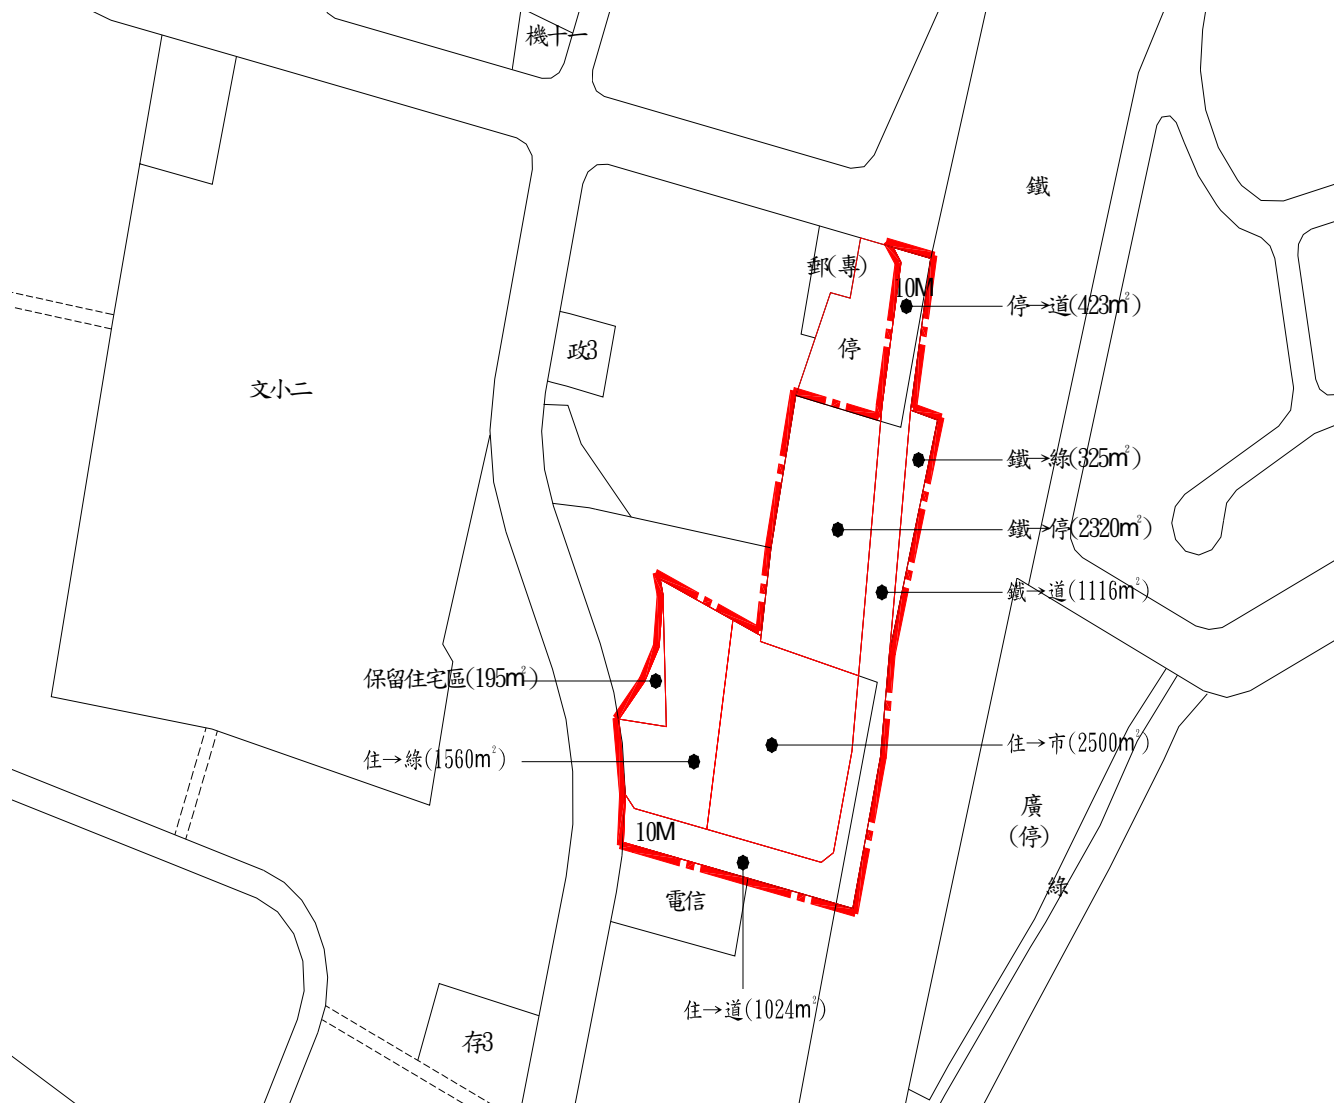 機十一
鐵
郵(專)
10M
停→道(423m²)
停
政3
文小二
鐵→綠(325m²)
鐵→停(2320m²)
鐵→道(1116m²)
保留住宅區(195m²)
住→市(2500m²)
住→綠(1560m²)
廣
(停)
10M
綠
電信
住→道(1024m²)
存3